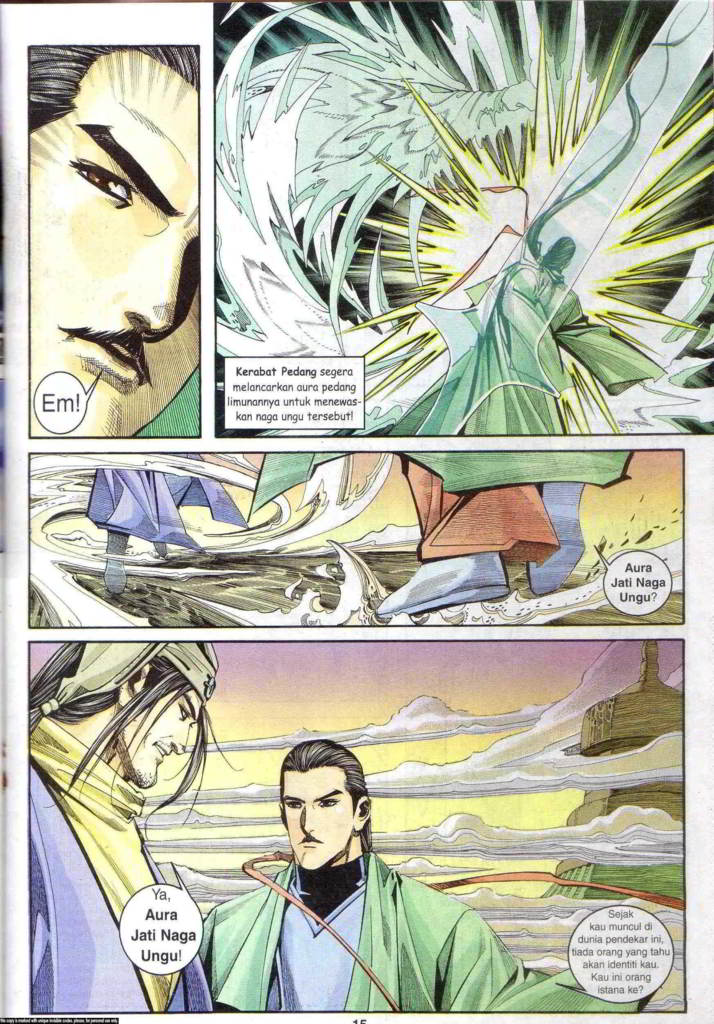 Em!
Kerabat Pedang segera
melancarkan aura pedang
limunannya untuk menewas-
kan naga ungu tersebut!
Aura
Jati Naga
Ungu?
Ya,
Aura
Jati Naga
Ungu!
Sejak
kau muncul di
dunia pendekar ini,
tiada orang yang tahu
akan identiti kau.
Kau ini orang
istana ke?
15
this copy is marked with unique invisible codes, please, for personal use only.